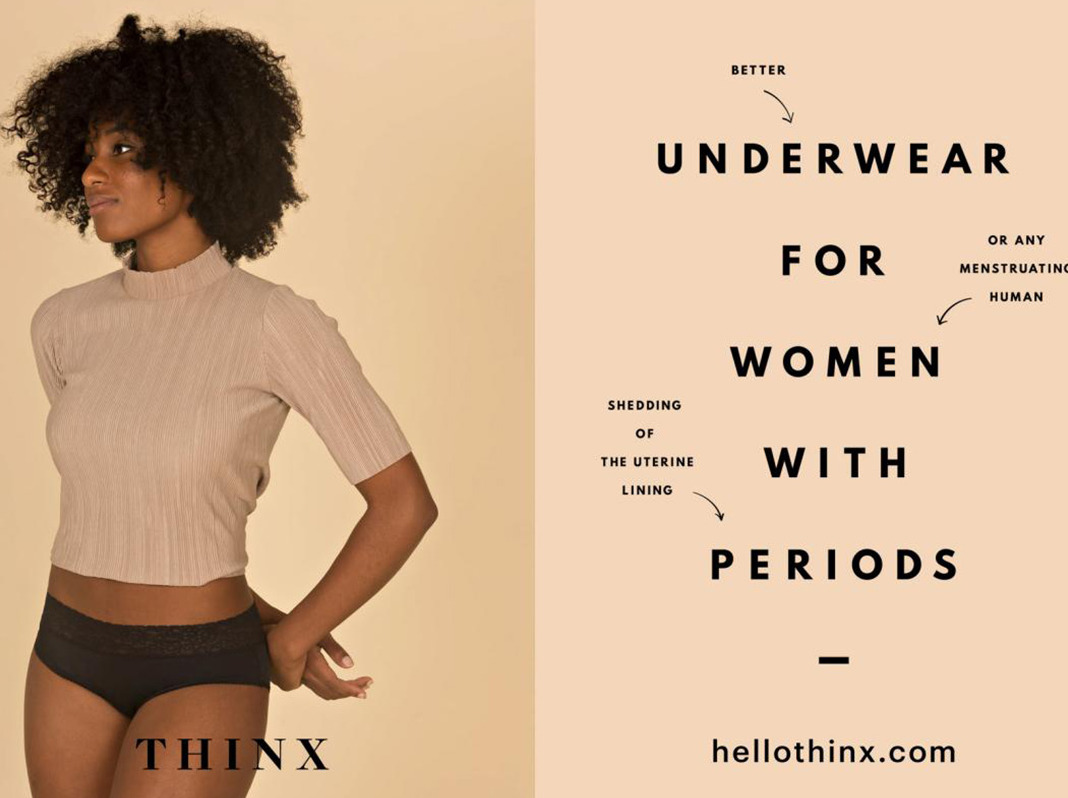 THINX
BETTER
UNDERWEAR
FOR
OR ANY
MENSTRUATING
HUMAN
WOMEN
SHEDDING
OF
THE UTERINE
LINING
WITH
PERIODS
hellothinx.com